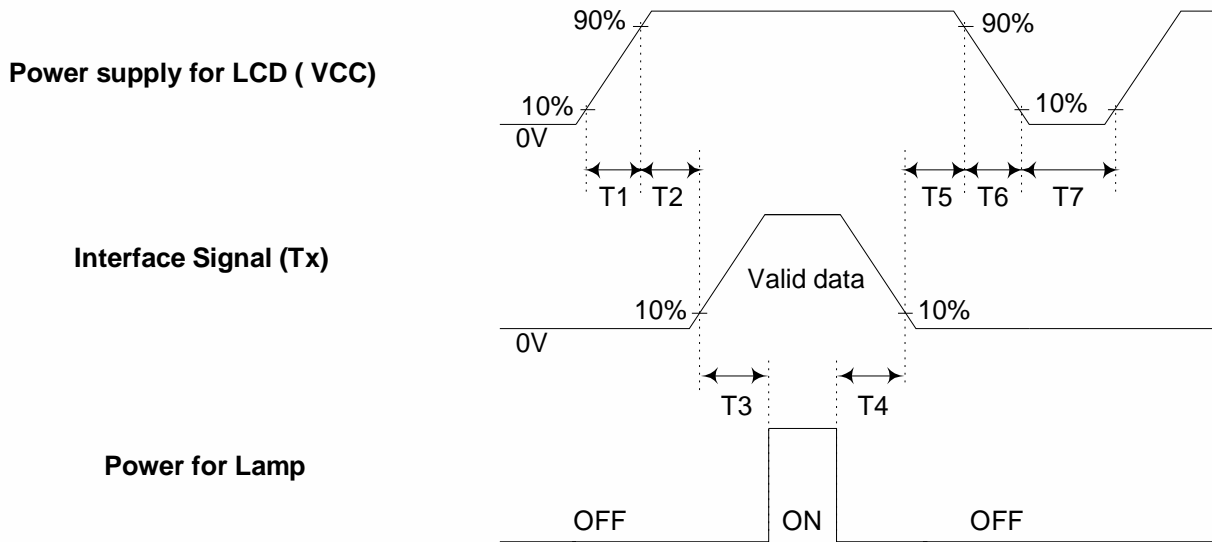 90% 90%
Power supply for LCD ( VCC)
10% 10%
0V
T1 T2 T5 T6 T7
Interface Signal (Tx)
Valid data
10% 10%
0V
T3 T4
Power for Lamp
OFF ON OFF